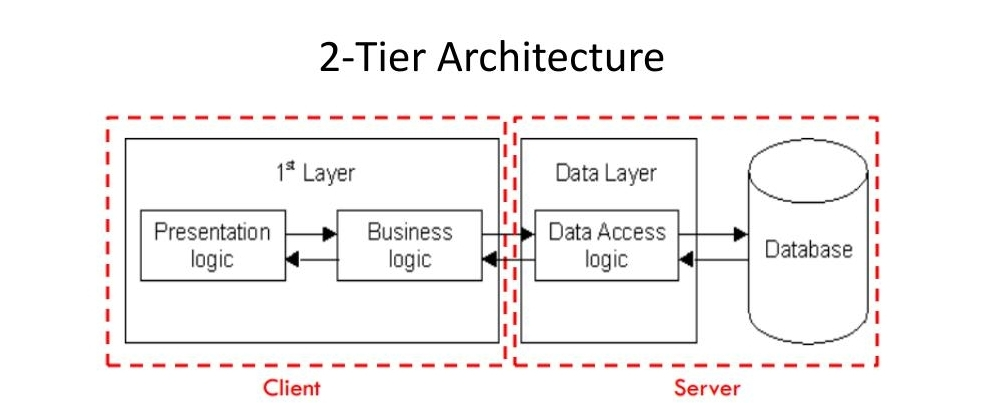 2-Tier Architecture
1st Layer
Data Layer
Presentation
logic
Business
logic
Data Access
logic
Database
Client
Server